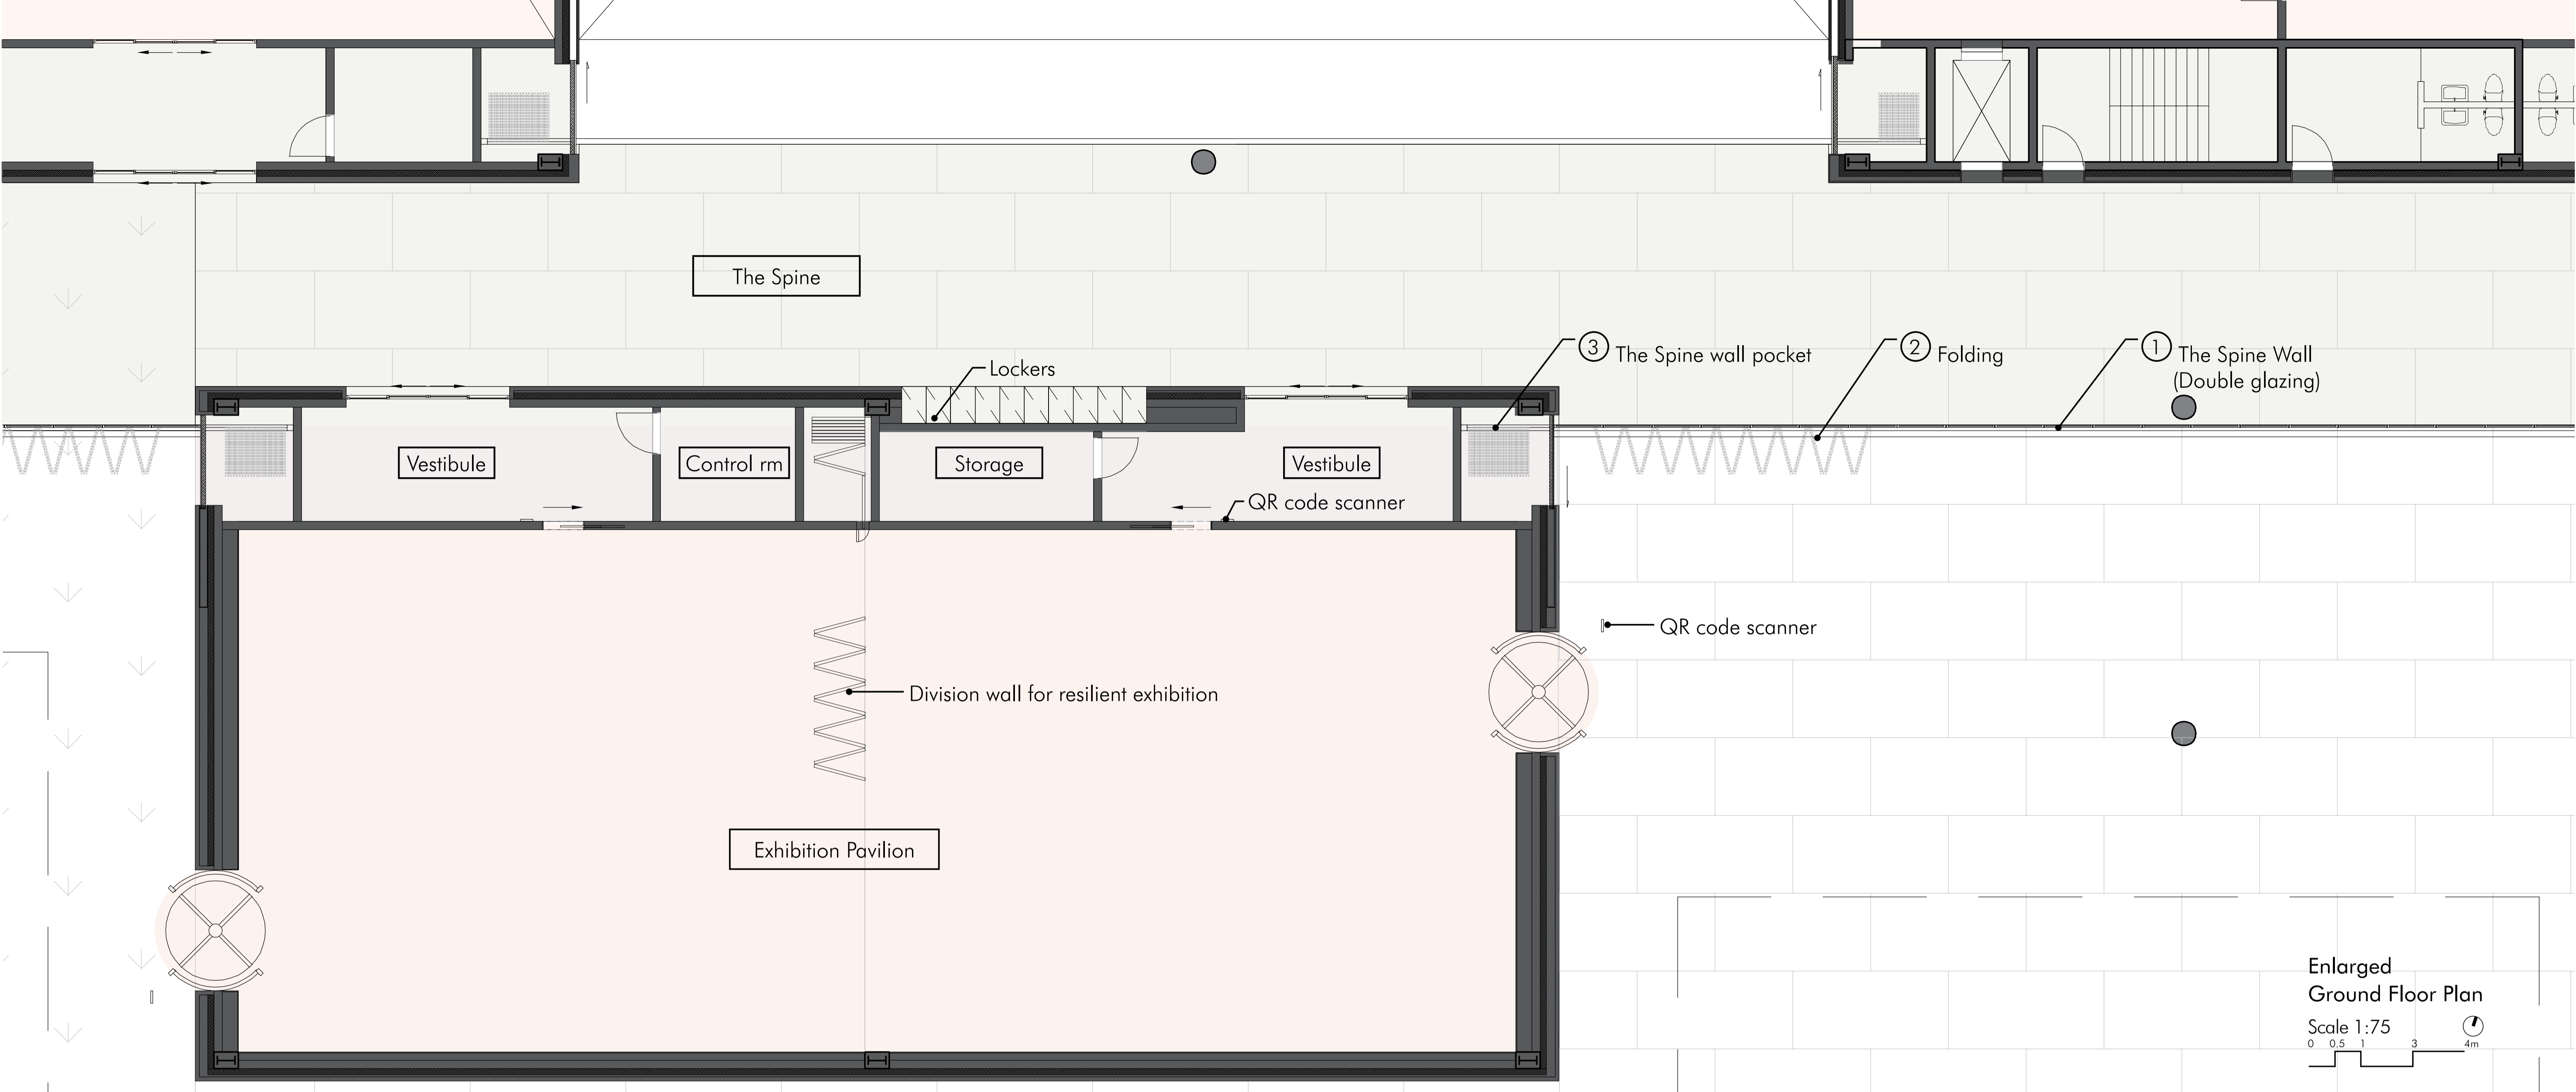 The Spine
3 The Spine wall pocket
2 Folding
1 The Spine Wall
(Double glazing)
Lockers
Vestibule
Control rm
Storage
Vestibule
QR code scanner
QR code scanner
Division wall for resilient exhibition
Exhibition Pavilion
Enlarged
Ground Floor Plan
Scale 1:75
0 0.5 1 3 4m